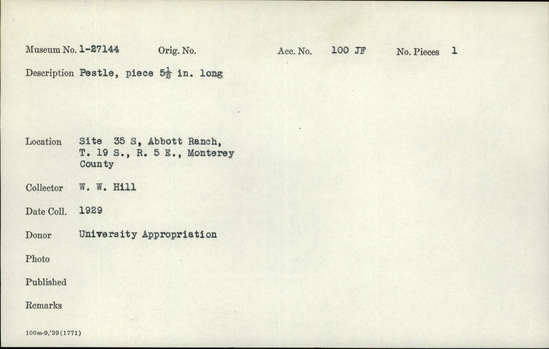 Museum No. 1-27144 Orig. No. Acc. No. 100 JF No. Pieces 1
Description Pestle, piece 5½ in. long
Location Site 35 S, Abbott Ranch,
T. 19 S., R. 5 E., Monterey
County
Collector W. W. Hill
Date Coll. 1929
Donor University Appropriation
Photo
Published
Remarks
100m-9,'39(1771)